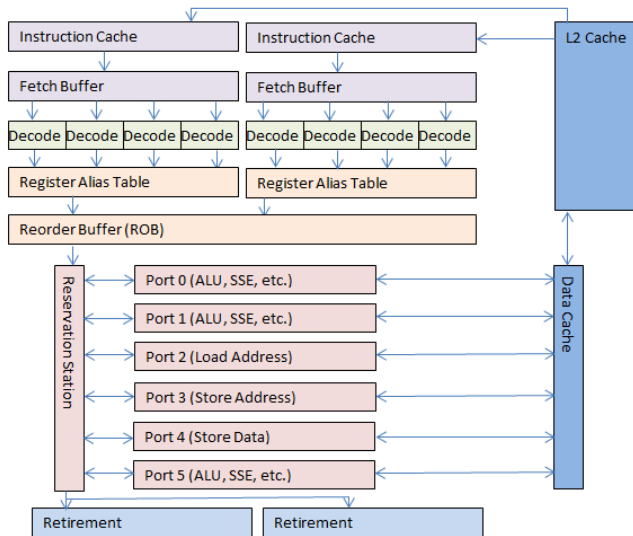 Instruction Cache
Instruction Cache
L2 Cache
Fetch Buffer
Fetch Buffer
Decode Decode Decode Decode
Decode Decode Decode Decode
Register Alias Table
Register Alias Table
Reorder Buffer (ROB)
Reservation Station
Port 0 (ALU, SSE, etc.)
Port 1 (ALU, SSE, etc.)
Port 2 (Load Address)
Port 3 (Store Address)
Port 4 (Store Data)
Port 5 (ALU, SSE, etc.)
Data Cache
Retirement
Retirement